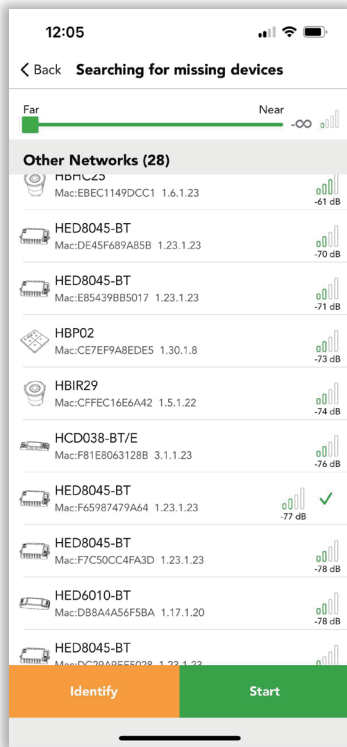 12:05
Back Searching for missing devices
Far Near
-∞
Other Networks (28)
HBHC25
Mac:EBEC1149DCC1 1.6.1.23
-61 dB
HED8045-BT
Mac:DE45F689A85B 1.23.1.23
-70 dB
HED8045-BT
Mac:E85439BB5017 1.23.1.23
-71 dB
HBP02
Mac:CE7EF9A8EDE5 1.30.1.8
-73 dB
HBIR29
Mac:CFFEC16E6A42 1.5.1.22
-74 dB
HCD038-BT/E
Mac:F81E8063128B 3.1.1.23
-76 dB
HED8045-BT
Mac:F65987479A64 1.23.1.23
-77 dB
HED8045-BT
Mac:F7C50CC4FA3D 1.23.1.23
-78 dB
HED6010-BT
Mac:DB8A4A56F5BA 1.17.1.20
-78 dB
HED8045-BT
Identify Start